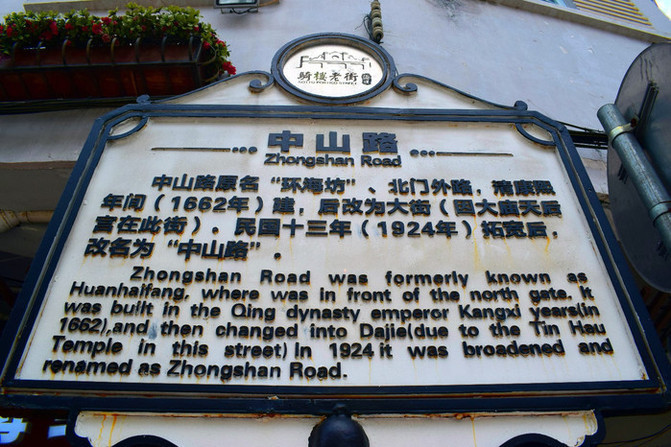 骑楼老街
中山路
Zhongshan Road
中山路原名“环海坊”、北门外路，清康熙
年间（1662年）建，后改为大街（因大庙天后
宫在此街）。民国十三年（1924年）拓宽后，
改名为“中山路”。
Zhongshan Road was formerly known as
Huanhaifang, where was in front of the north gate. It
was built in the Qing dynasty emperor Kangxi years(in
1662),and then changed into Dajie(due to the Tin Hau
Temple in this street) In 1924 it was broadened and
renamed as Zhongshan Road.